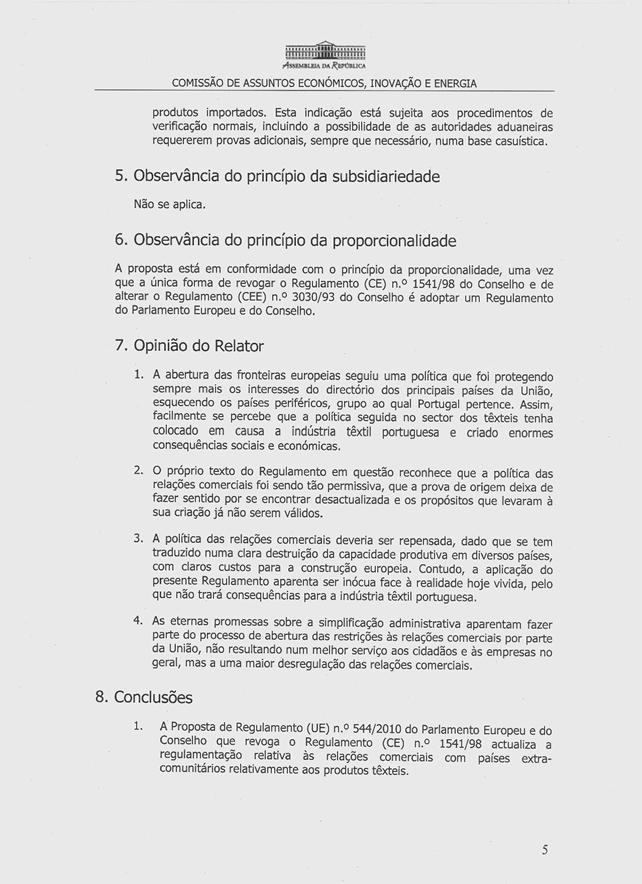 ASSEMBLEIA DA REPÚBLICA
COMISSÃO DE ASSUNTOS ECONÓMICOS, INOVAÇÃO E ENERGIA
produtos importados. Esta indicação está sujeita aos procedimentos de
verificação normais, incluindo a possibilidade de as autoridades aduaneiras
requererem provas adicionais, sempre que necessário, numa base casuística.
5. Observância do princípio da subsidiariedade
Não se aplica.
6. Observância do princípio da proporcionalidade
A proposta está em conformidade com o princípio da proporcionalidade, uma vez
que a única forma de revogar o Regulamento (CE) n.º 1541/98 do Conselho e de
alterar o Regulamento (CEE) n.º 3030/93 do Conselho é adoptar um Regulamento
do Parlamento Europeu e do Conselho.
7. Opinião do Relator
1. A abertura das fronteiras europeias seguiu uma política que foi protegendo
sempre mais os interesses do directório dos principais países da União,
esquecendo os países periféricos, grupo ao qual Portugal pertence. Assim,
facilmente se percebe que a política seguida no sector dos têxteis tenha
colocado em causa a indústria têxtil portuguesa e criado enormes
consequências sociais e económicas.
2. O próprio texto do Regulamento em questão reconhece que a política das
relações comerciais foi sendo tão permissiva, que a prova de origem deixa de
fazer sentido por se encontrar desactualizada e os propósitos que levaram à
sua criação já não serem válidos.
3. A política das relações comerciais deveria ser repensada, dado que se tem
traduzido numa clara destruição da capacidade produtiva em diversos países,
com claros custos para a construção europeia. Contudo, a aplicação do
presente Regulamento aparenta ser inócua face à realidade hoje vivida, pelo
que não trará consequências para a indústria têxtil portuguesa.
4. As eternas promessas sobre a simplificação administrativa aparentam fazer
parte do processo de abertura das restrições às relações comerciais por parte
da União, não resultando num melhor serviço aos cidadãos e às empresas no
geral, mas a uma maior desregulação das relações comerciais.
8. Conclusões
1. A Proposta de Regulamento (UE) n.º 544/2010 do Parlamento Europeu e do
Conselho que revoga o Regulamento (CE) n.º 1541/98 actualiza a
regulamentação relativa às relações comerciais com países extra-
comunitários relativamente aos produtos têxteis.
5